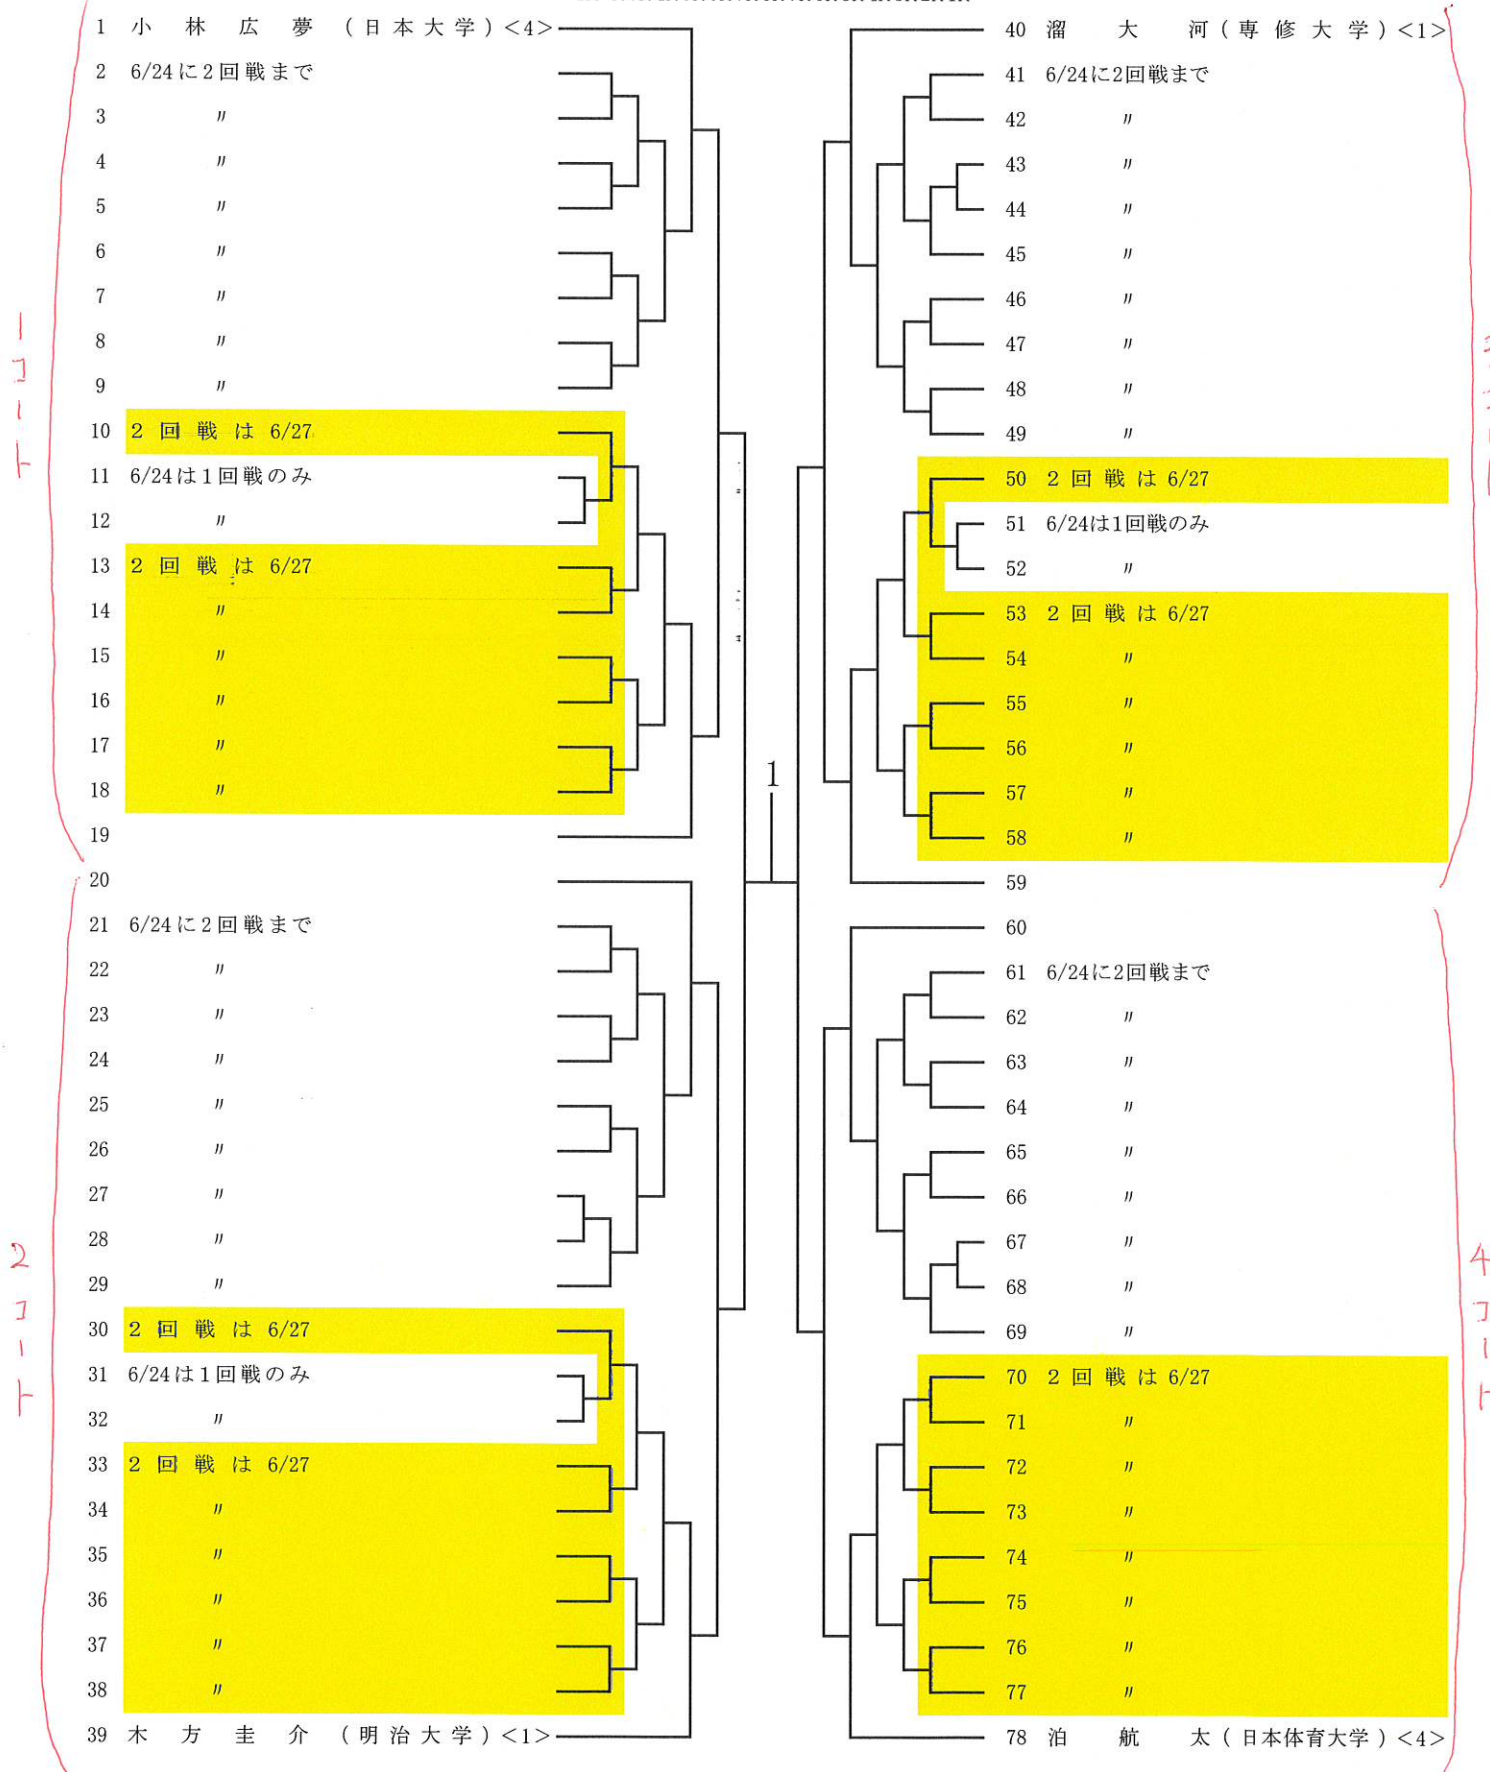 1 小林広夢（日本大学）<4>
2 6/24に2回戦まで
3 〃
4 〃
5 〃
6 〃
7 〃
8 〃
9 〃
10 2回戦は6/27
11 6/24は1回戦のみ
12 〃
13 2回戦は6/27
14 〃
15 〃
16 〃
17 〃
18 〃
19
20
21 6/24に2回戦まで
22 〃
23 〃
24 〃
25 〃
26 〃
27 〃
28 〃
29 〃
30 2回戦は6/27
31 6/24は1回戦のみ
32 〃
33 2回戦は6/27
34 〃
35 〃
36 〃
37 〃
38 〃
39 木方圭介（明治大学）<1>
1コート
2コート
1
40 溜大河（専修大学）<1>
41 6/24に2回戦まで
42 〃
43 〃
44 〃
45 〃
46 〃
47 〃
48 〃
49 〃
50 2回戦は6/27
51 6/24は1回戦のみ
52 〃
53 2回戦は6/27
54 〃
55 〃
56 〃
57 〃
58 〃
59
60
61 6/24に2回戦まで
62 〃
63 〃
64 〃
65 〃
66 〃
67 〃
68 〃
69 〃
70 2回戦は6/27
71 〃
72 〃
73 〃
74 〃
75 〃
76 〃
77 〃
78 泊航太（日本体育大学）<4>
4コート